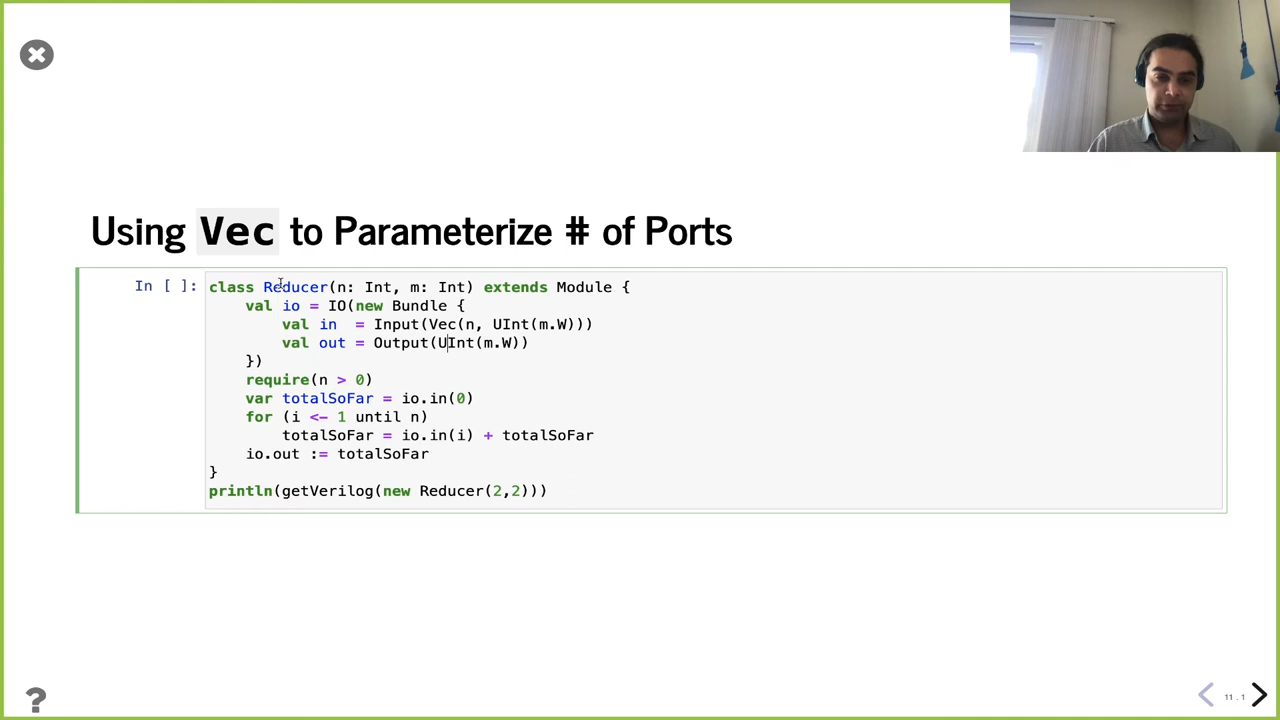 Using Vec to Parameterize # of Ports
In [ ]:
class Reducer(n: Int, m: Int) extends Module {
    val io = IO(new Bundle {
        val in  = Input(Vec(n, UInt(m.W)))
        val out = Output(UInt(m.W))
    })
    require(n > 0)
    var totalSoFar = io.in(0)
    for (i <- 1 until n)
        totalSoFar = io.in(i) + totalSoFar
    io.out := totalSoFar
}
println(getVerilog(new Reducer(2,2)))
?
11.1